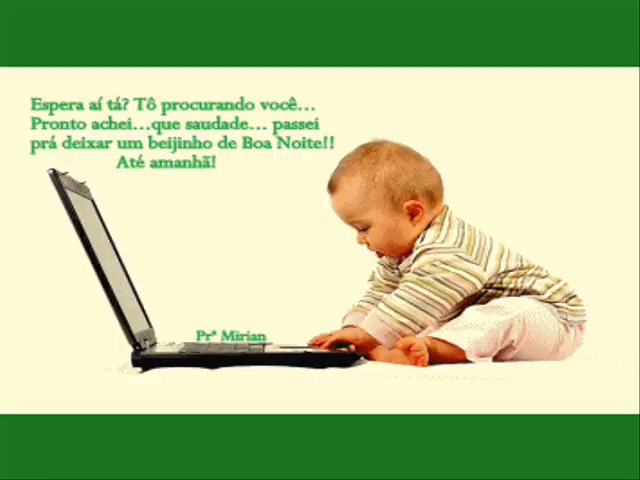 Espera aí tá? Tô procurando você...
Pronto achei...que saudade... passei
prá deixar um beijinho de Boa Noite!!
Até amanhã!
Prª Mirian